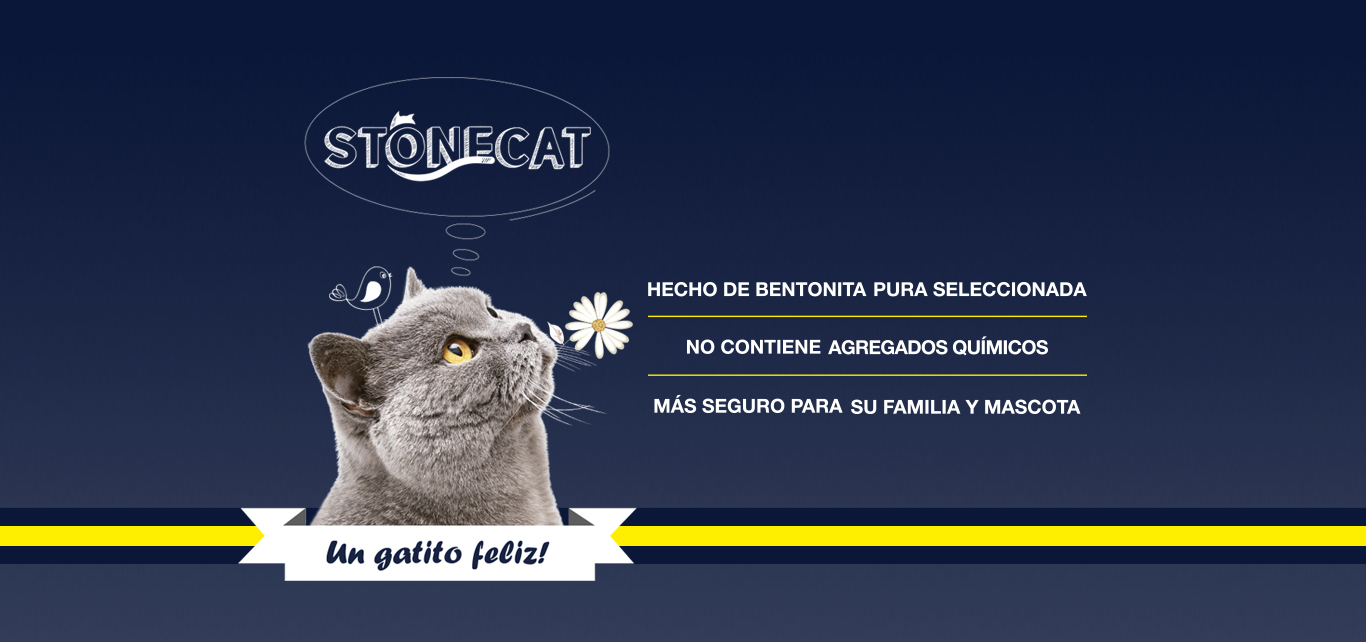 STONECAT
HECHO DE BENTONITA PURA SELECCIONADA
NO CONTIENE AGREGADOS QUÍMICOS
MÁS SEGURO PARA SU FAMILIA Y MASCOTA
Un gatito feliz!